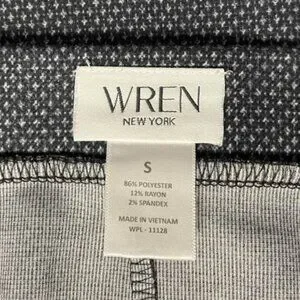 WREN
NEW YORK
S
86% POLYESTER
12% RAYON
2% SPANDEX
MADE IN VIETNAM
WPL - 11128